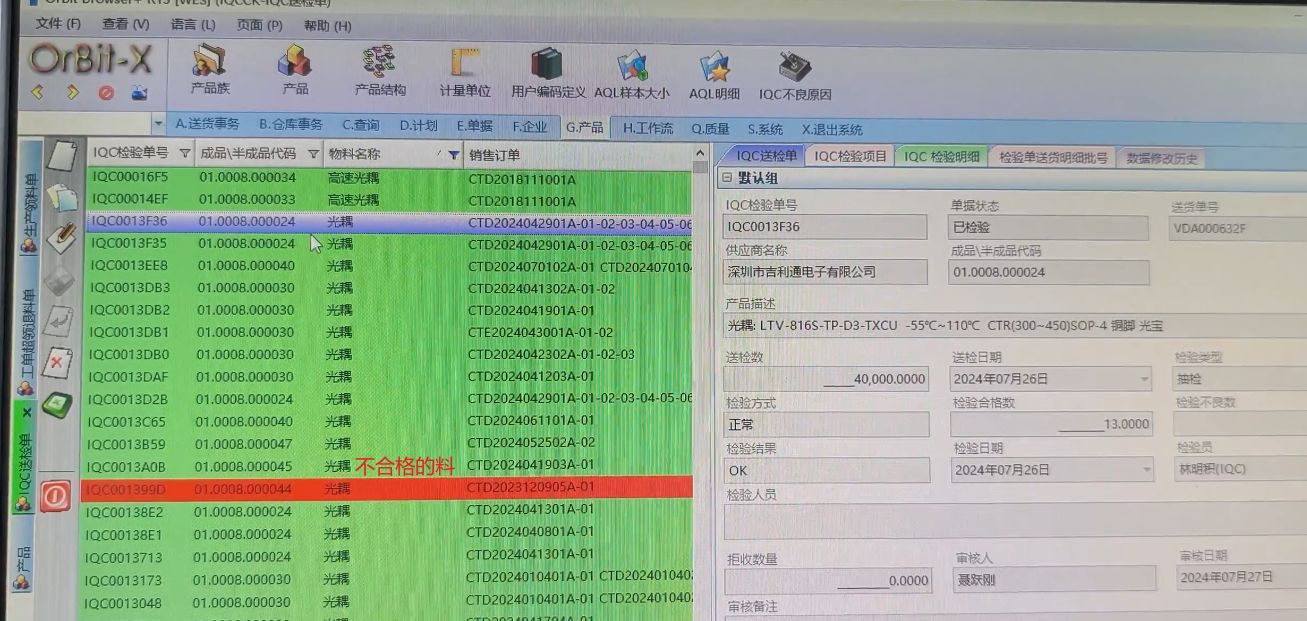 OrBit Browser+ R15 [WES] (IQCCK-IQC送检单)
文件 (F) 查看 (V) 语言 (L) 页面 (P) 帮助 (H)
OrBit-X
产品族 产品 产品结构 计量单位 用户编码定义 AQL样本大小 AQL明细 IQC不良原因
A.送货事务 B.仓库事务 C.查询 D.计划 E.单据 F.企业 G.产品 H.工作流 Q.质量 S.系统 X.退出系统
生产领料单
工单超领退料单
IQC送检单
产品
IQC检验单号 成品\半成品代码 物料名称 销售订单
IQC00016F5 01.0008.000034 高速光耦 CTD2018111001A
IQC00014EF 01.0008.000033 高速光耦 CTD2018111001A
IQC0013F36 01.0008.000024 光耦 CTD2024042901A-01-02-03-04-05-06
IQC0013F35 01.0008.000024 光耦 CTD2024042901A-01-02-03-04-05-06
IQC0013EE8 01.0008.000040 光耦 CTD2024070102A-01 CTD202407010
IQC0013DB3 01.0008.000030 光耦 CTD2024041302A-01-02
IQC0013DB2 01.0008.000030 光耦 CTD2024041901A-01
IQC0013DB1 01.0008.000030 光耦 CTE2024043001A-01-02
IQC0013DB0 01.0008.000030 光耦 CTD2024042302A-01-02-03
IQC0013DAF 01.0008.000030 光耦 CTD2024041203A-01
IQC0013D2B 01.0008.000024 光耦 CTD2024042901A-01-02-03-04-05-06
IQC0013C65 01.0008.000040 光耦 CTD2024061101A-01
IQC0013B59 01.0008.000047 光耦 CTD2024052502A-02
IQC0013A0B 01.0008.000045 光耦 不合格的料 CTD2024041903A-01
IQC001399D 01.0008.000044 光耦 CTD2023120905A-01
IQC00138E2 01.0008.000024 光耦 CTD2024041301A-01
IQC00138E1 01.0008.000024 光耦 CTD2024040801A-01
IQC0013713 01.0008.000024 光耦 CTD2024041301A-01
IQC0013173 01.0008.000030 光耦 CTD2024010401A-01 CTD202401040
IQC0013048 01.0008.000030 光耦 CTD2024010401A-01 CTD202401040
IQC送检单 IQC检验项目 IQC 检验明细 检验单送货明细批号 数据修改历史
默认组
IQC检验单号 单据状态 送货单号
IQC0013F36 已检验 VDA000632F
供应商名称 成品\半成品代码
深圳市吉利通电子有限公司 01.0008.000024
产品描述
光耦: LTV-816S-TP-D3-TXCU -55℃~110℃ CTR(300~450)SOP-4 铜脚 光宝
送检数 送检日期 检验类型
40,000.0000 2024年07月26日 抽检
检验方式 检验合格数 检验不良数
正常 13.0000
检验结果 检验日期 检验员
OK 2024年07月26日 林明积(IQC)
检验人员
拒收数量 审核人 审核日期
0.0000 聂跃刚 2024年07月27日
审核备注